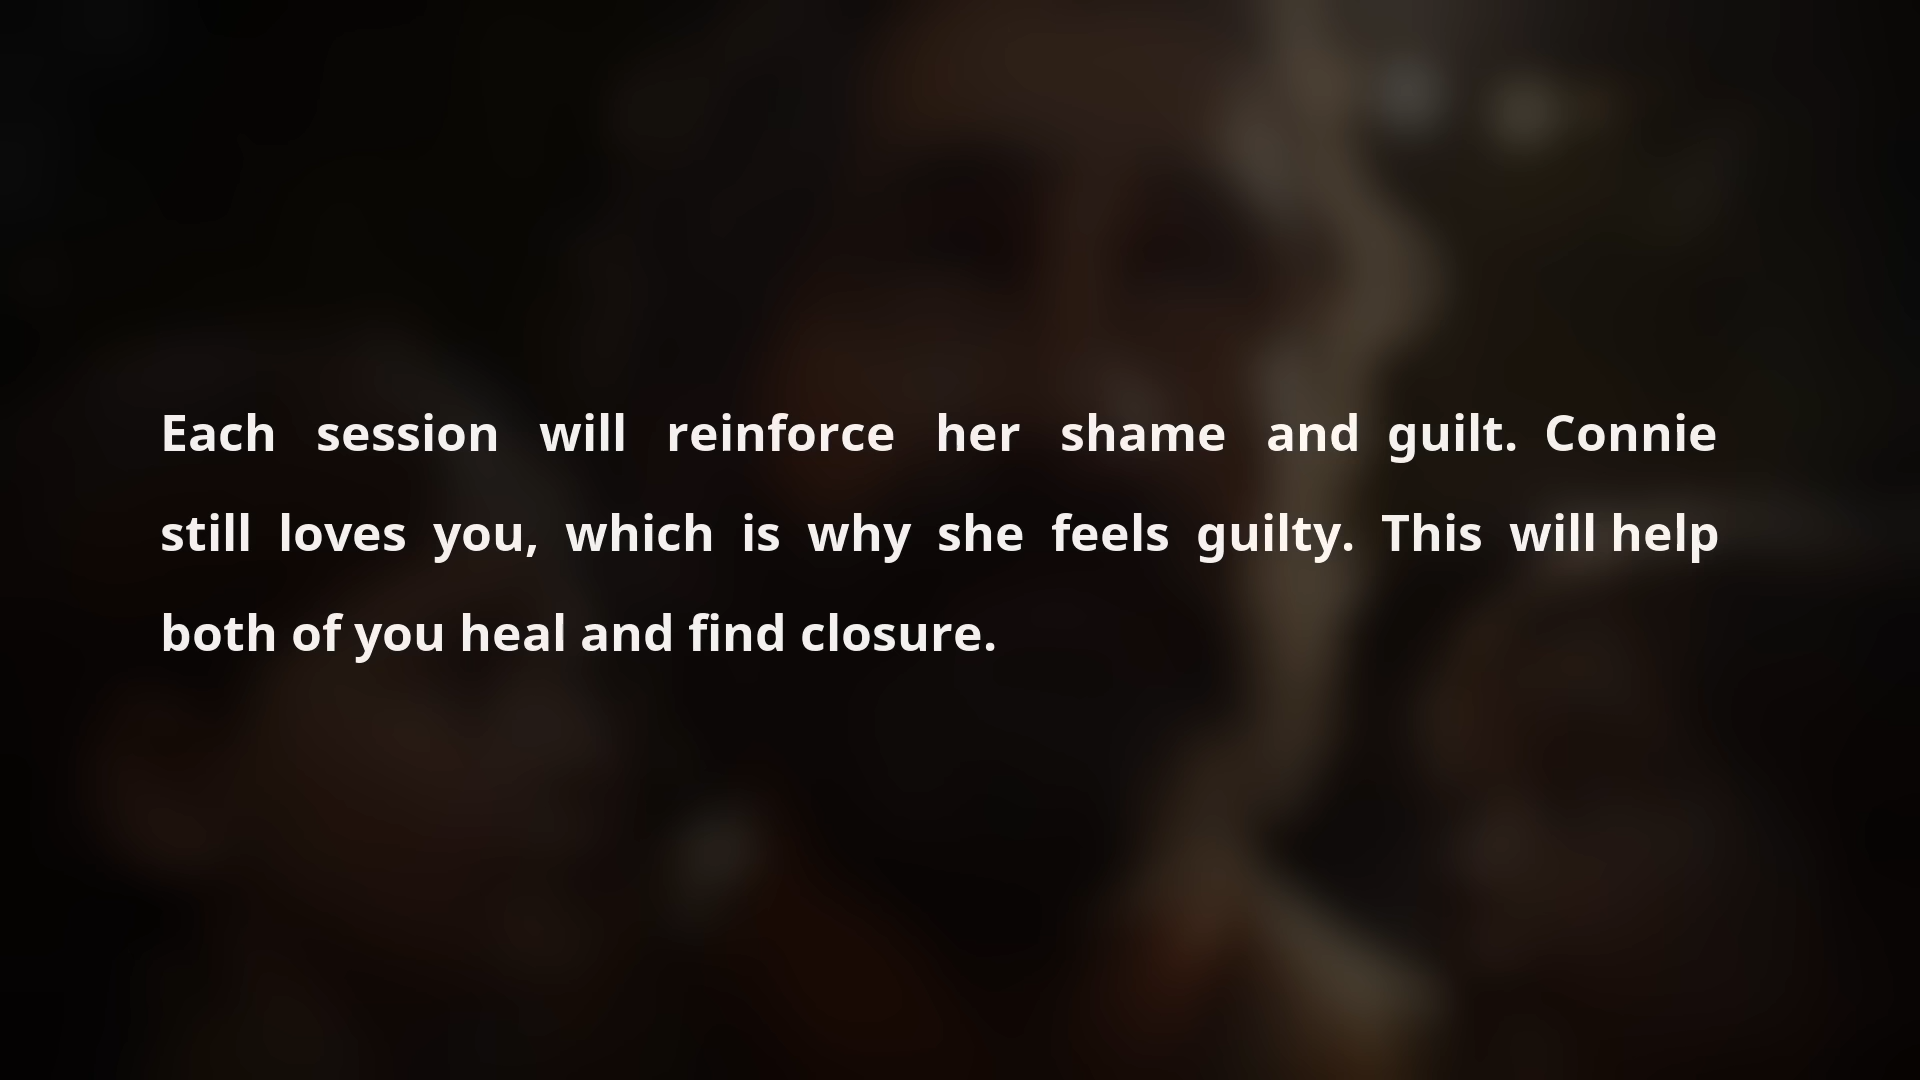 Each session will reinforce her shame and guilt. Connie
still loves you, which is why she feels guilty. This will help
both of you heal and find closure.